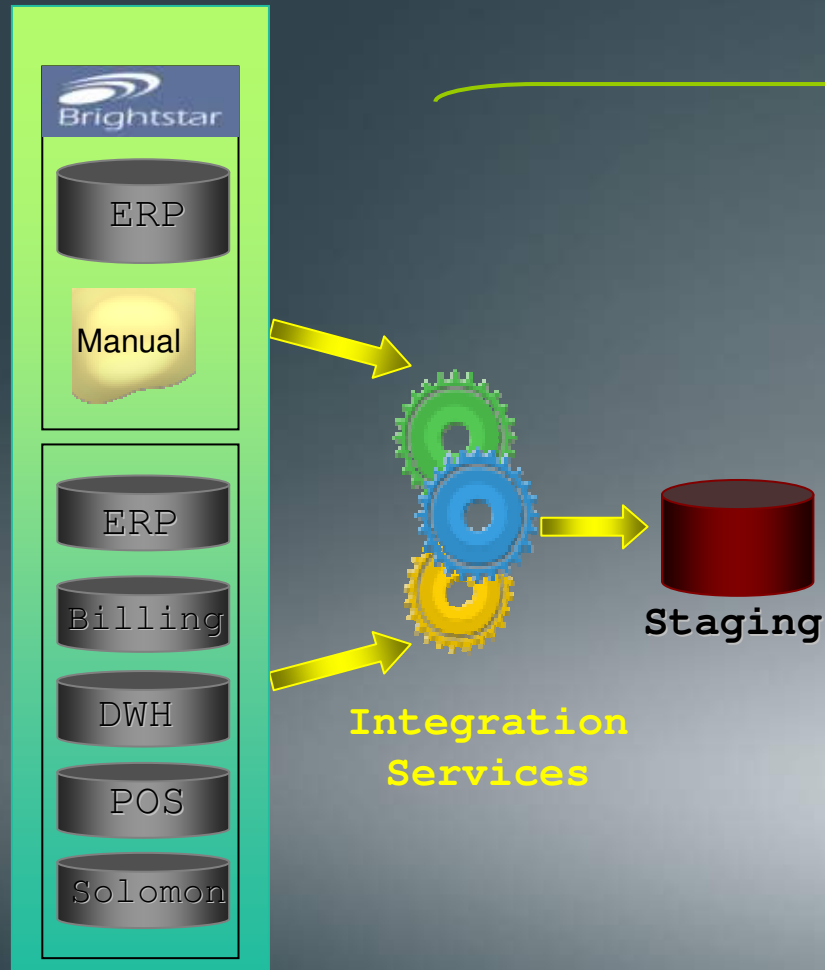 Brightstar
ERP
Manual
ERP
Billing
DWH
POS
Solomon
Integration
Services
Staging